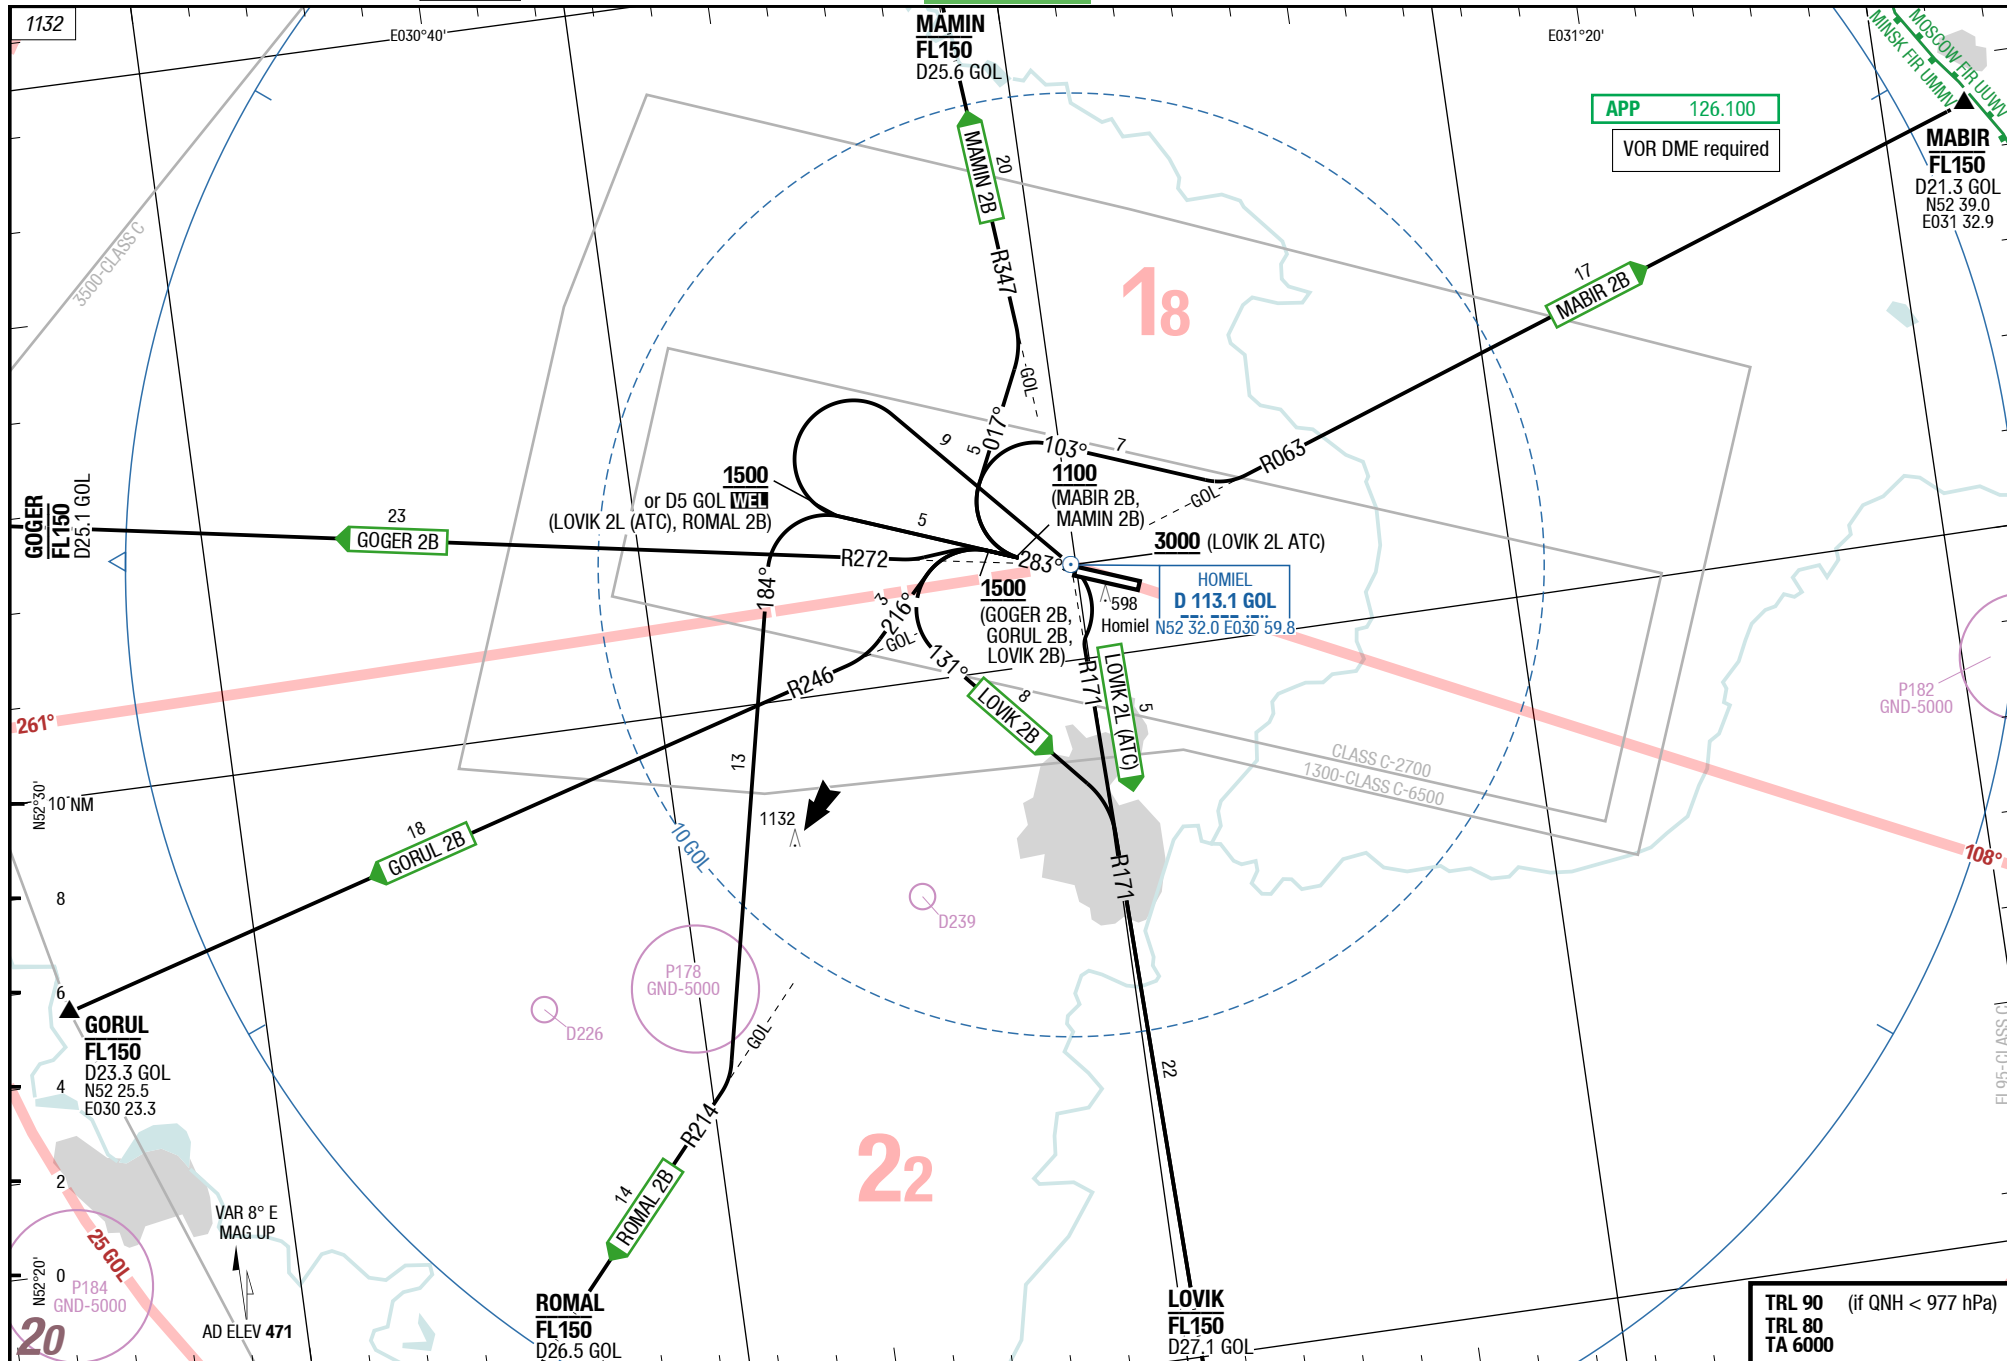 1132
E030°40'
MAMIN
FL150
D25.6 GOL
E031°20'
MOSCOW FIR UUWV
MINSK FIR UMMV
APP 126.100
VOR DME required
MABIR
FL150
D21.3 GOL
N52 39.0
E031 32.9
3500-CLASS C
20
MAMIN 2B
R347
18
17
MABIR 2B
GOL
017°
5
9
103°
7
R063
GOL
1100
(MABIR 2B,
MAMIN 2B)
1500
or D5 GOL WEL
(LOVIK 2L (ATC), ROMAL 2B)
5
GOGER
FL150
D25.1 GOL
23
GOGER 2B
R272
283°
3000 (LOVIK 2L ATC)
HOMIEL
D 113.1 GOL
N52 32.0 E030 59.8
598
Homiel
1500
(GOGER 2B,
GORUL 2B,
LOVIK 2B)
184°
3
216°
GOL
131°
R246
8
LOVIK 2B
R171
LOVIK 2L (ATC)
5
P182
GND-5000
261°
CLASS C-2700
1300-CLASS C-6500
13
N52°30'
10 NM
1132
10 GOL
18
GORUL 2B
108°
R171
8
D239
P178
GND-5000
D226
6
GORUL
FL150
D23.3 GOL
N52 25.5
E030 23.3
GOL
22
FL95-CLASS C
4
R214
22
2
14
ROMAL 2B
VAR 8° E
MAG UP
25 GOL
P184
GND-5000
N52°20'
0
20
AD ELEV 471
ROMAL
FL150
D26.5 GOL
LOVIK
FL150
D27.1 GOL
TRL 90 (if QNH < 977 hPa)
TRL 80
TA 6000